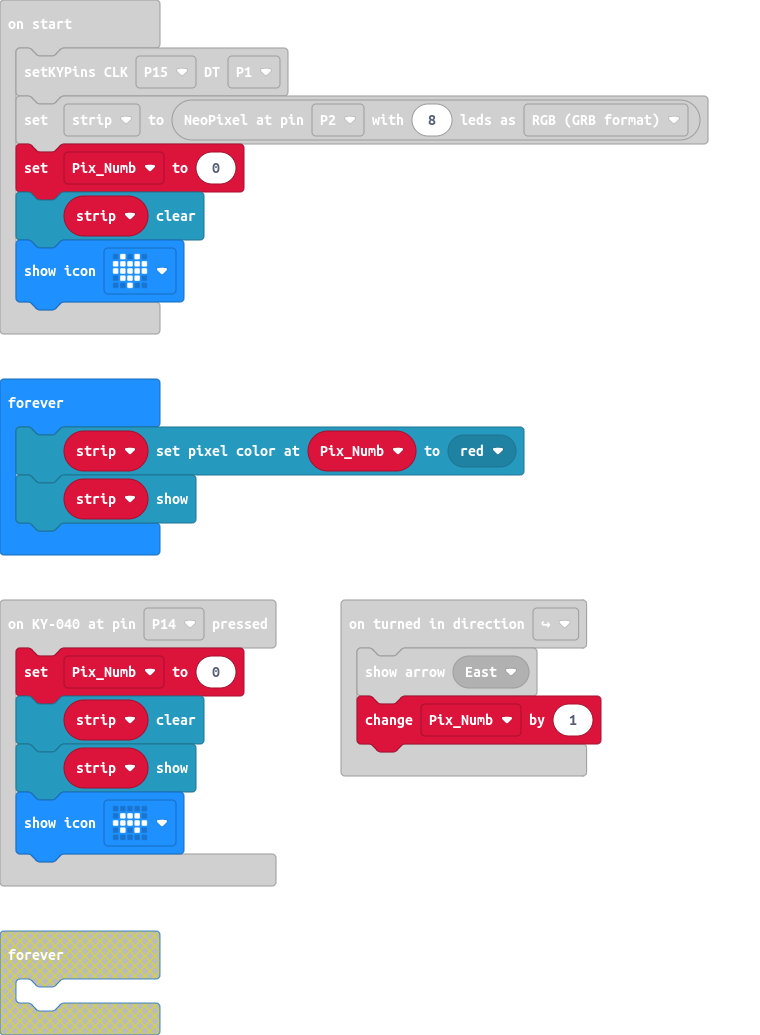 on start
setKYPins CLK P15 DT P1
set strip to NeoPixel at pin P2 with 8 leds as RGB (GRB format)
set Pix_Numb to 0
strip clear
show icon
forever
strip set pixel color at Pix_Numb to red
strip show
on KY-040 at pin P14 pressed
set Pix_Numb to 0
strip clear
strip show
show icon
on turned in direction ↪
show arrow East
change Pix_Numb by 1
forever